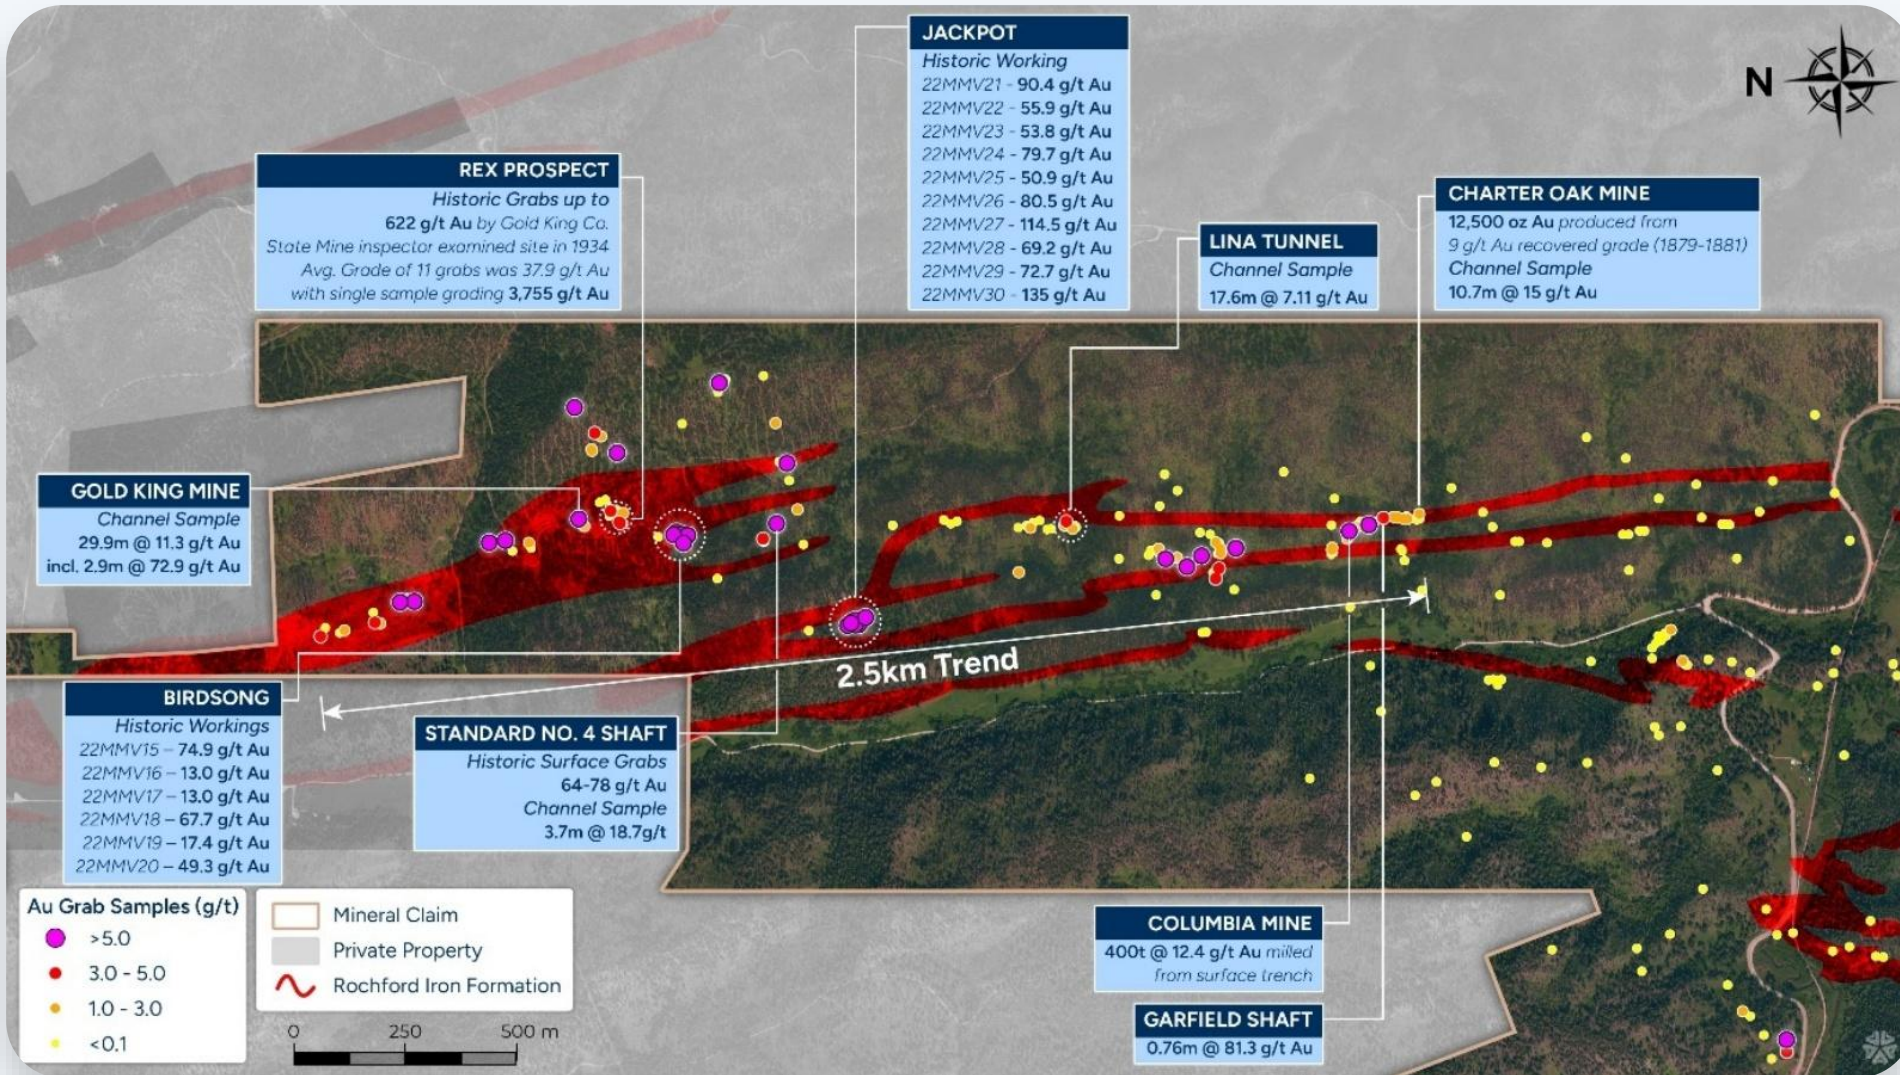 JACKPOT
Historic Working
22MMV21 - 90.4 g/t Au
22MMV22 - 55.9 g/t Au
22MMV23 - 53.8 g/t Au
22MMV24 - 79.7 g/t Au
22MMV25 - 50.9 g/t Au
22MMV26 - 80.5 g/t Au
22MMV27 - 114.5 g/t Au
22MMV28 - 69.2 g/t Au
22MMV29 - 72.7 g/t Au
22MMV30 - 135 g/t Au
N
REX PROSPECT
Historic Grabs up to
622 g/t Au by Gold King Co.
State Mine inspector examined site in 1934
Avg. Grade of 11 grabs was 37.9 g/t Au
with single sample grading 3,755 g/t Au
LINA TUNNEL
Channel Sample
17.6m @ 7.11 g/t Au
CHARTER OAK MINE
12,500 oz Au produced from
9 g/t Au recovered grade (1879-1881)
Channel Sample
10.7m @ 15 g/t Au
GOLD KING MINE
Channel Sample
29.9m @ 11.3 g/t Au
incl. 2.9m @ 72.9 g/t Au
2.5km Trend
BIRDSONG
Historic Workings
22MMV15 – 74.9 g/t Au
22MMV16 – 13.0 g/t Au
22MMV17 – 13.0 g/t Au
22MMV18 – 67.7 g/t Au
22MMV19 – 17.4 g/t Au
22MMV20 – 49.3 g/t Au
STANDARD NO. 4 SHAFT
Historic Surface Grabs
64-78 g/t Au
Channel Sample
3.7m @ 18.7g/t
COLUMBIA MINE
400t @ 12.4 g/t Au milled
from surface trench
GARFIELD SHAFT
0.76m @ 81.3 g/t Au
Au Grab Samples (g/t)
>5.0
3.0 - 5.0
1.0 - 3.0
<0.1
Mineral Claim
Private Property
Rochford Iron Formation
0 250 500 m